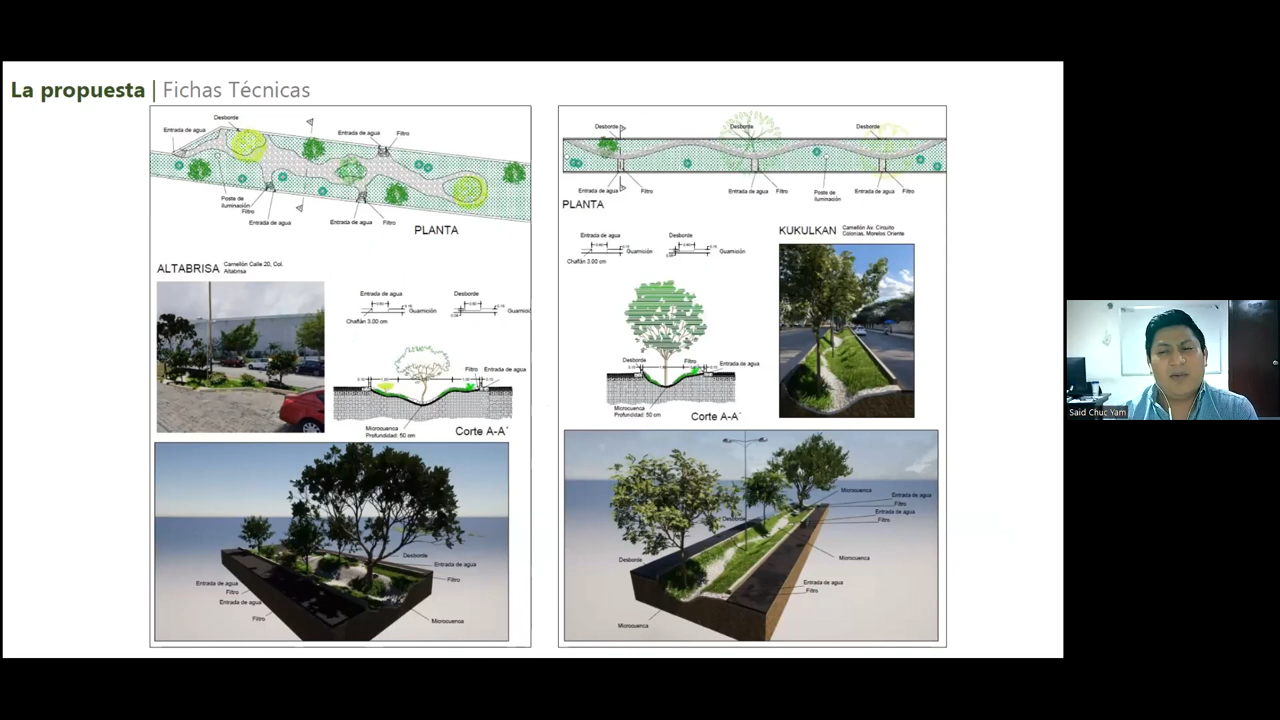 La propuesta | Fichas Técnicas
Desborde
Entrada de agua
Entrada de agua
Filtro
Poste de
iluminación
Filtro
Entrada de agua
Entrada de agua
Filtro
PLANTA
ALTABRISA
Camellón Calle 20, Col.
Altabrisa
Entrada de agua
Desborde
Guarnición
Chaflán 3.00 cm
Filtro
Entrada de agua
Microcuenca
Profundidad: 50 cm
Corte A-A´
Desborde
Entrada de agua
Filtro
Entrada de agua
Filtro
Entrada de agua
Filtro
Microcuenca
Desborde
Desborde
Desborde
Entrada de agua
Filtro
Entrada de agua
Filtro
Poste de
iluminación
Entrada de agua
Filtro
PLANTA
Entrada de agua
Desborde
Guarnición
Guarnición
Chaflán 3.00 cm
KUKULKAN
Camellón Av. Circuito
Colonias, Morelos Oriente
Desborde
Filtro
Entrada de agua
Microcuenca
Profundidad: 50 cm
Corte A-A´
Microcuenca
Entrada de agua
Filtro
Entrada de agua
Filtro
Desborde
Desborde
Microcuenca
Entrada de agua
Filtro
Microcuenca
Said Chuc Yam